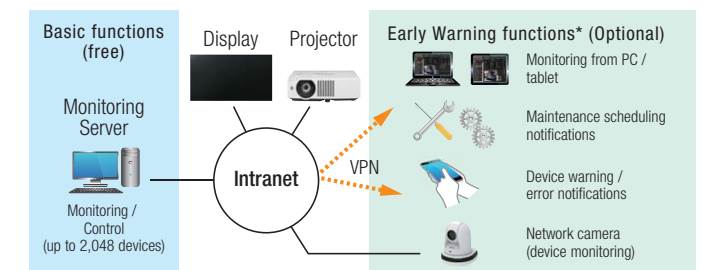 Basic functions
(free)
Monitoring
Server
Monitoring /
Control
(up to 2,048 devices)
Display
Projector
Intranet
VPN
Early Warning functions* (Optional)
Monitoring from PC /
tablet
Maintenance scheduling
notifications
Device warning /
error notifications
Network camera
(device monitoring)